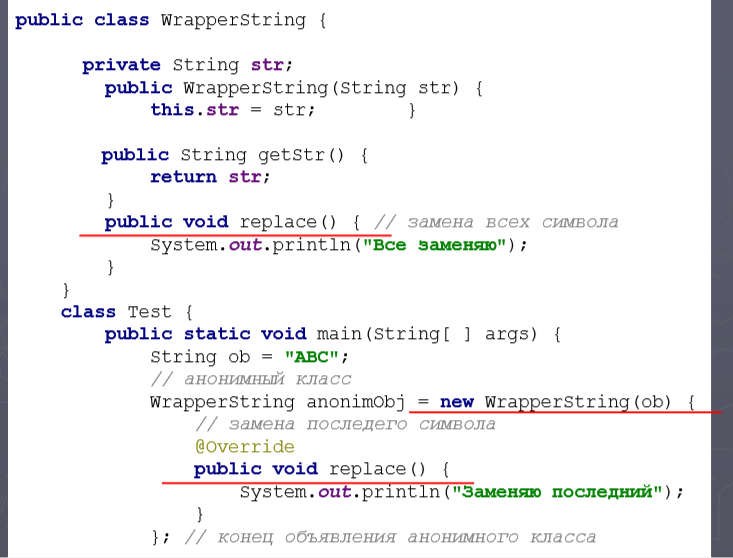 public class WrapperString {
private String str;
public WrapperString(String str) {
this.str = str; }
public String getStr() {
return str;
}
public void replace() { // замена всех символа
System.out.println("Все заменяю");
}
}
class Test {
public static void main(String[ ] args) {
String ob = "ABC";
// анонимный класс
WrapperString anonimObj = new WrapperString(ob) {
// замена последего символа
@Override
public void replace() {
System.out.println("Заменяю последний");
}
}; // конец объявления анонимного класса